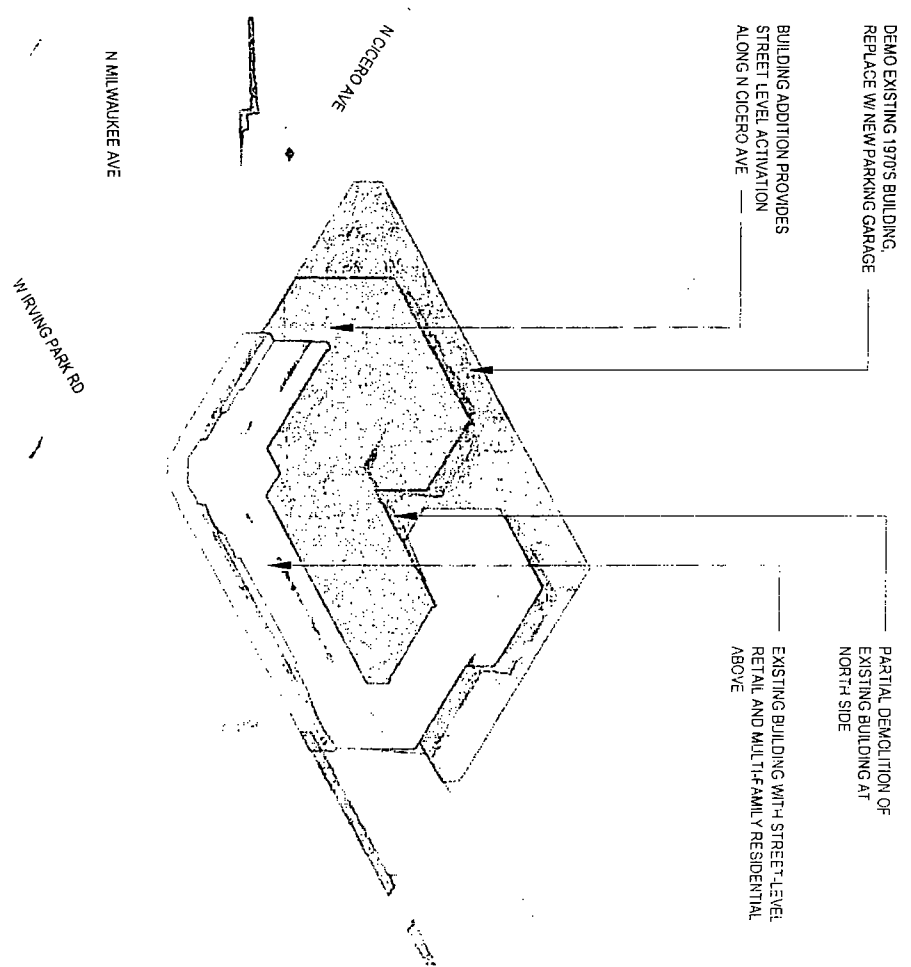 DEMO EXISTING 1970'S BUILDING,
REPLACE W/ NEW PARKING GARAGE
BUILDING ADDITION PROVIDES
STREET LEVEL ACTIVATION
ALONG N CICERO AVE
PARTIAL DEMOLITION OF
EXISTING BUILDING AT
NORTH SIDE
EXISTING BUILDING WITH STREET-LEVEL
RETAIL AND MULTI-FAMILY RESIDENTIAL
ABOVE
N CICERO AVE
N MILWAUKEE AVE
W IRVING PARK RD